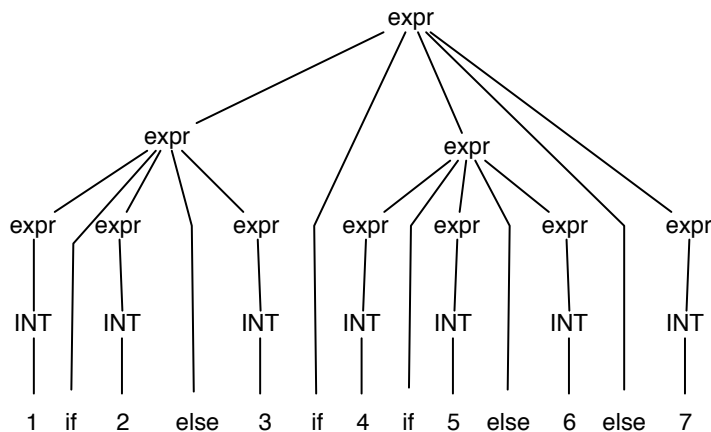 expr
expr
expr
expr expr expr expr expr expr expr
INT INT INT INT INT INT INT
1 if 2 else 3 if 4 if 5 else 6 else 7